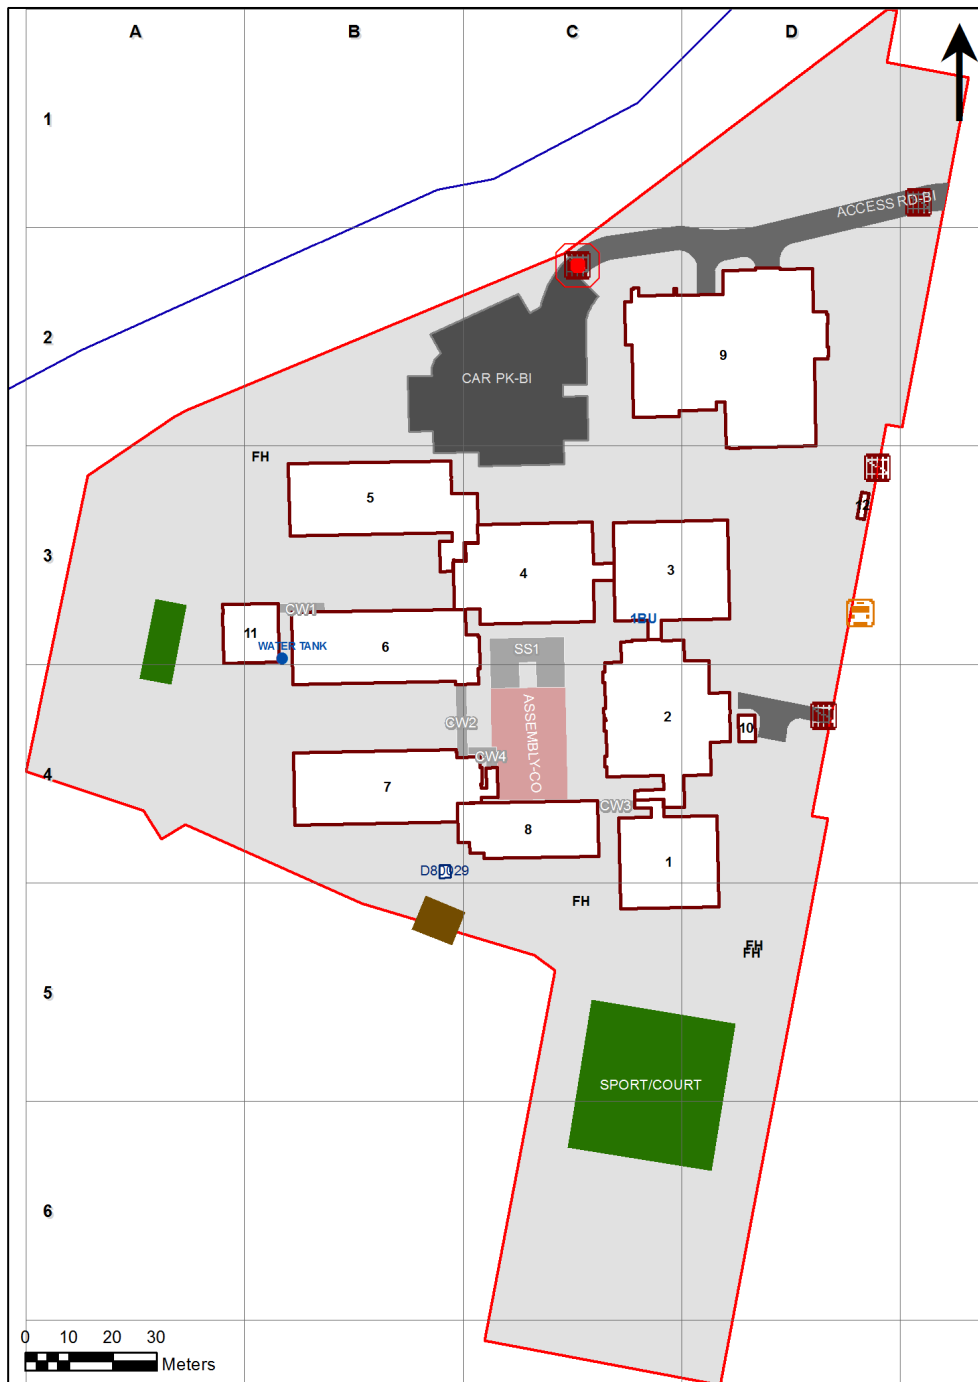 A B C D
1
ACCESS RD-BI
2
9
CAR PK-BI
FH
5
12
3
4
3
CW1
1BU
11
WATER TANK
6
SS1
2
CW2
ASSEMBLY-CO
10
CW4
4
7
CW3
8
1
D80029
FH
FH
FH
5
SPORT/COURT
6
0 10 20 30
Meters